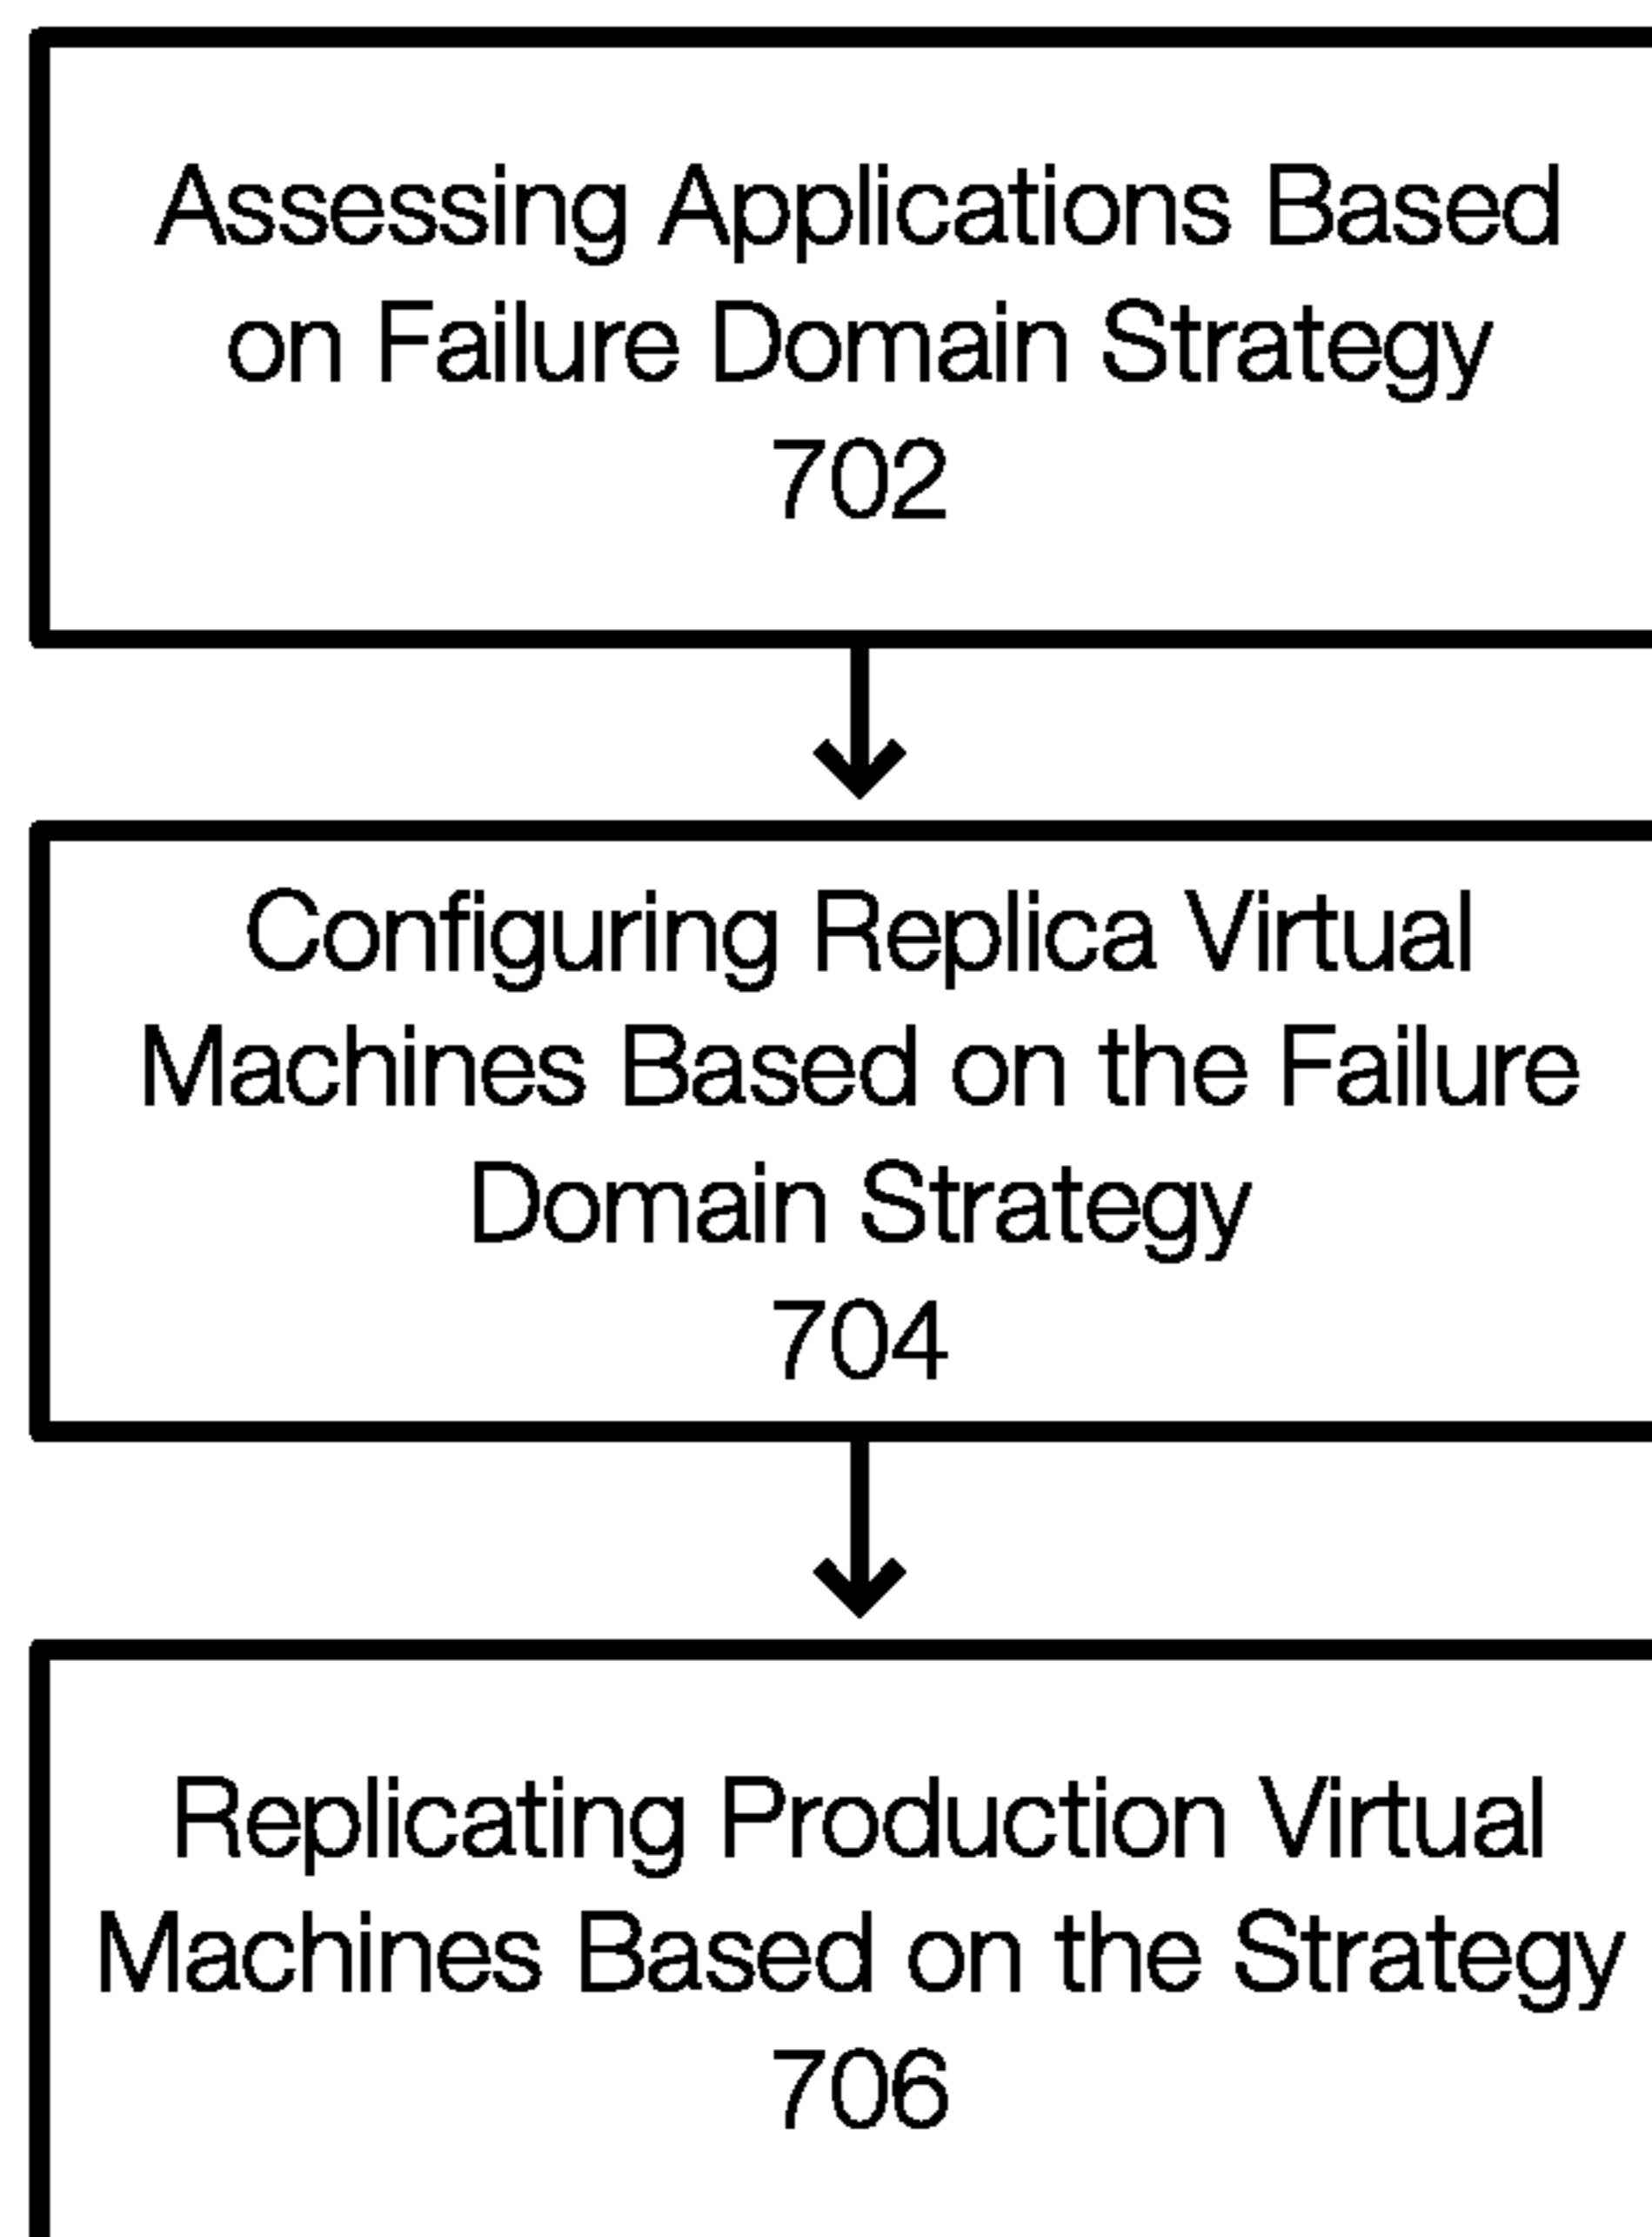 Assessing Applications Based
on Failure Domain Strategy
702
Configuring Replica Virtual
Machines Based on the Failure
Domain Strategy
704
Replicating Production Virtual
Machines Based on the Strategy
706